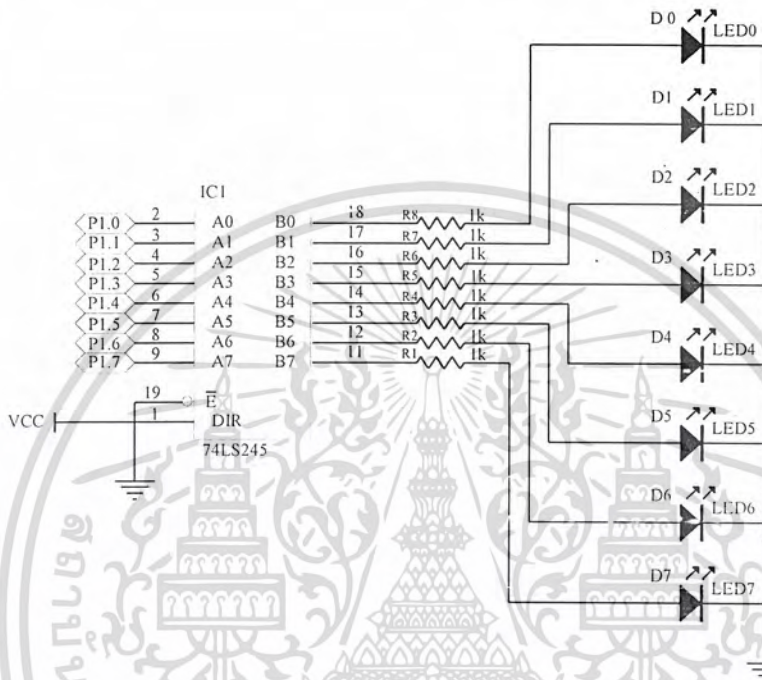 D 0
LED0
D1
LED1
D2
LED2
D3
LED3
D4
LED4
D5
LED5
D6
LED6
D7
LED7
IC1
P1.0 2 A0 B0 18 R8 1k
P1.1 3 A1 B1 17 R7 1k
P1.2 4 A2 B2 16 R6 1k
P1.3 5 A3 B3 15 R5 1k
P1.4 6 A4 B4 14 R4 1k
P1.5 7 A5 B5 13 R3 1k
P1.6 8 A6 B6 12 R2 1k
P1.7 9 A7 B7 11 R1 1k
19 E
VCC 1 DIR
74LS245